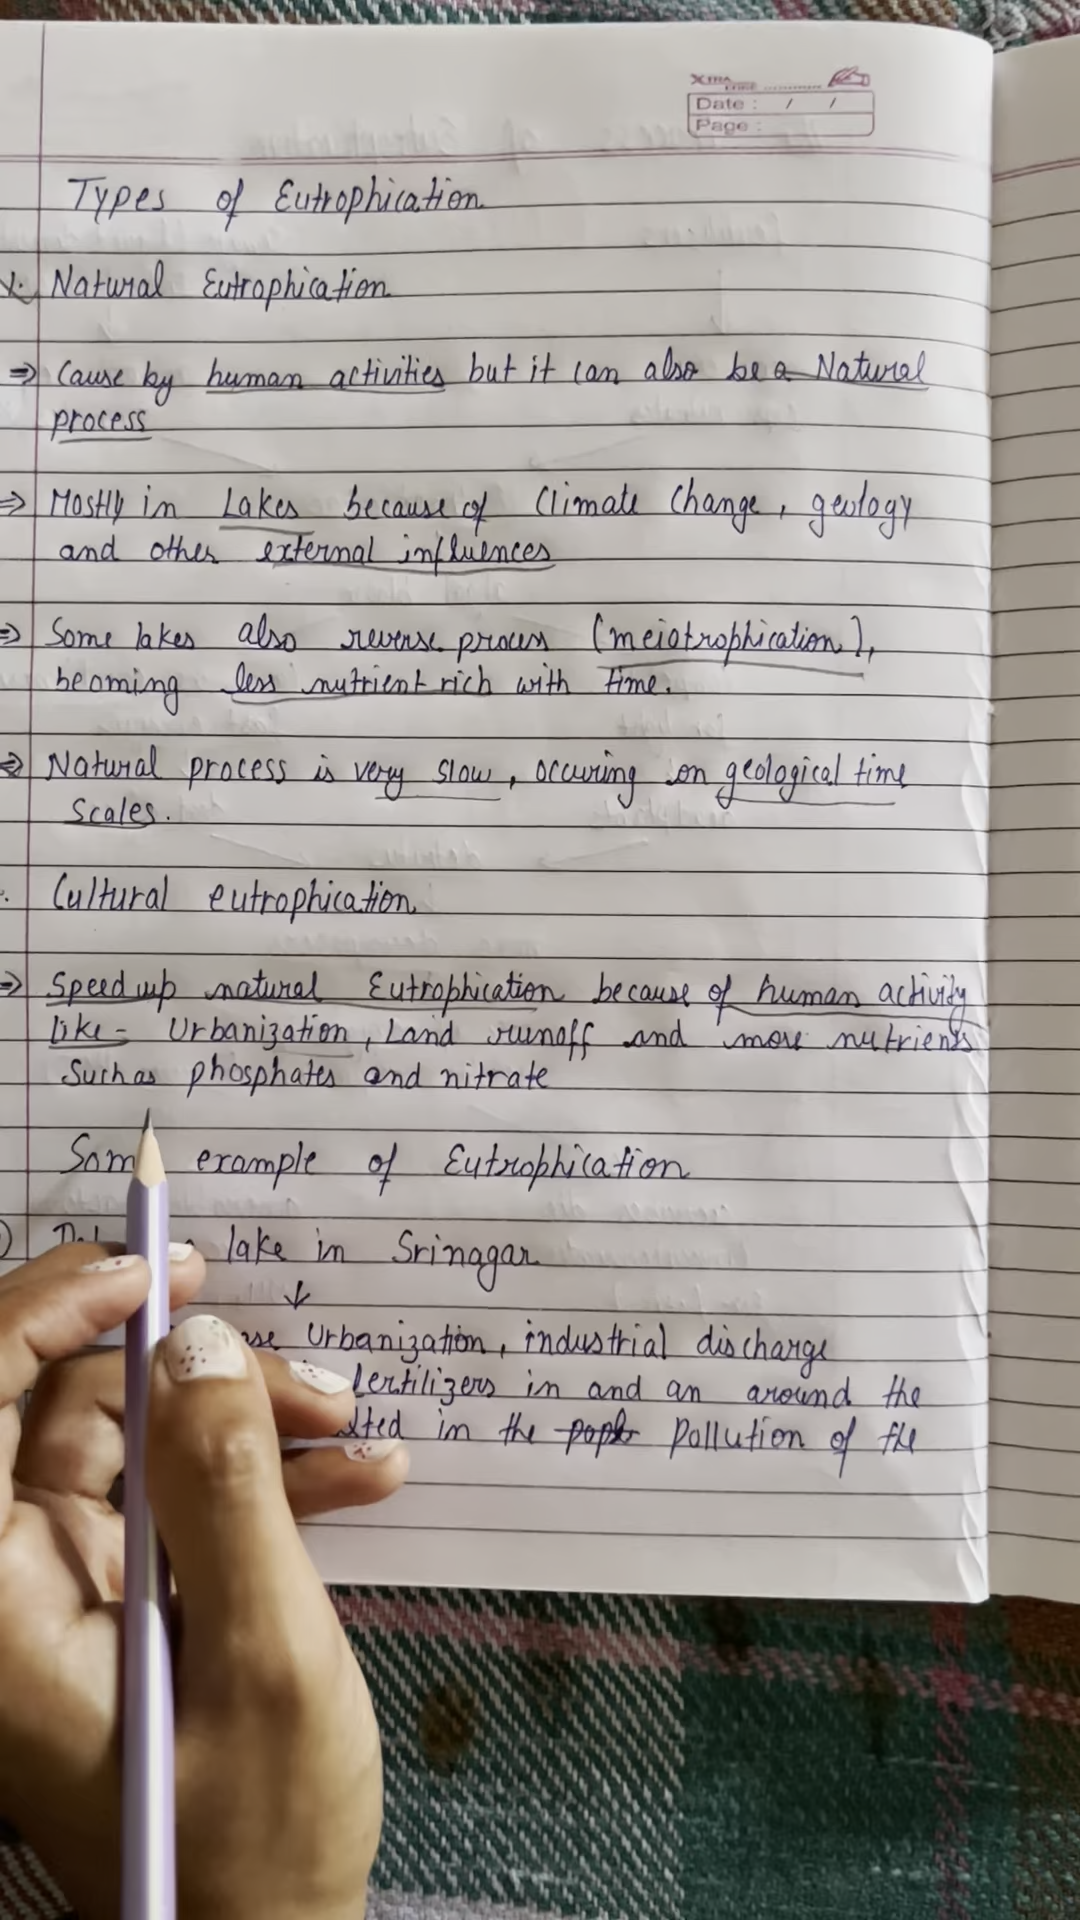 Date : / /
Page :
Types of Eutrophication
Natural Eutrophication
⇒ Cause by human activities but it can also be a Natural
process
⇒ Mostly in Lakes because of Climate Change, geology
and other external influences
⇒ Some lakes also reverse process (meiotrophication),
beoming less nutrient rich with time.
⇒ Natural process is very slow, occuring on geological time
Scales.
Cultural eutrophication
⇒ Speed up natural Eutrophication because of human activity
like - Urbanization, Land runoff and more nutrients
Such as phosphates and nitrate
example of Eutrophication
lake in Srinagar
↓
Urbanization, industrial discharge
fertilizers in and an around the
in the Pollution of the